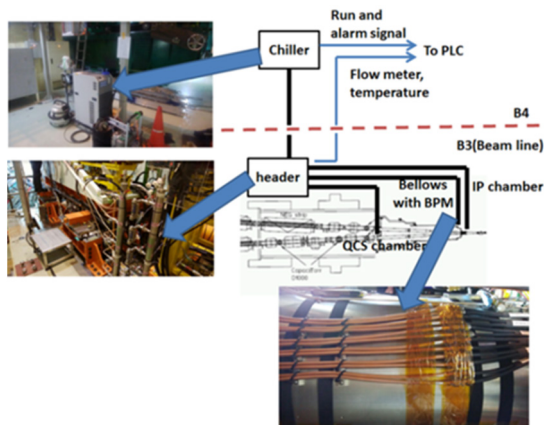 Run and
alarm signal
Chiller
To PLC
Flow meter,
temperature
B4
B3(Beam line)
header
Bellows
with BPM
IP chamber
QCS chamber